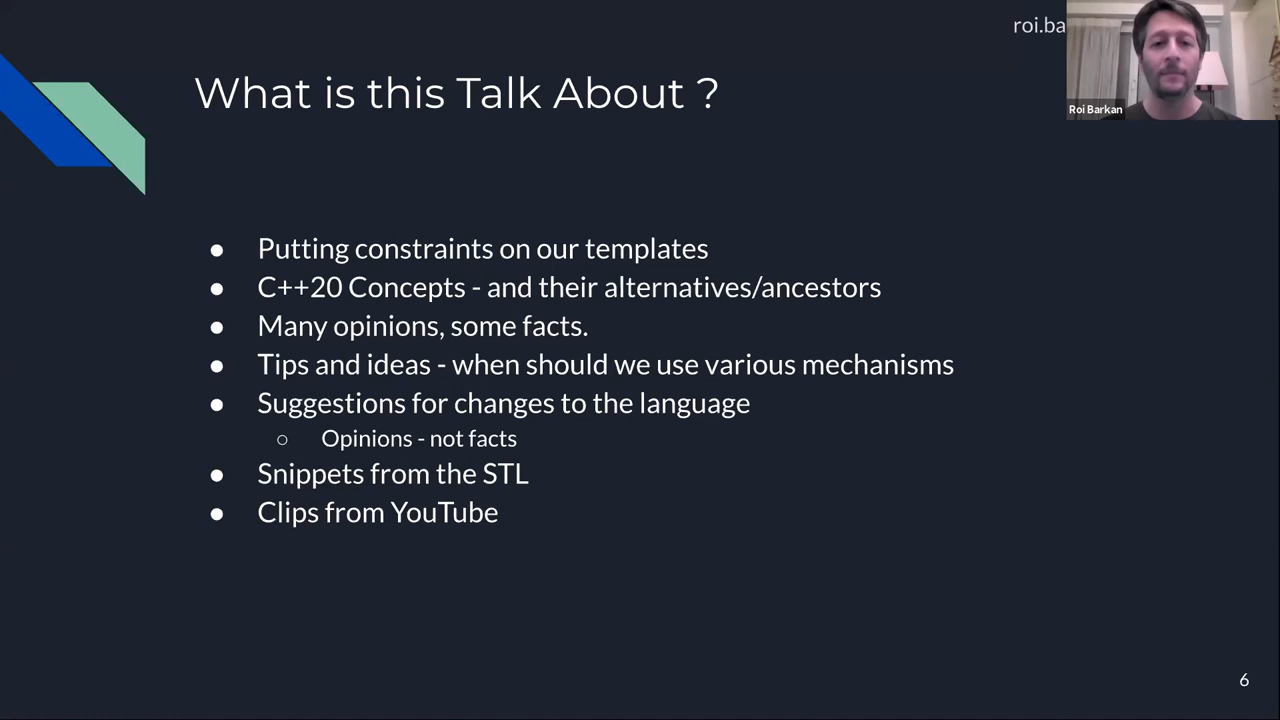 roi.ba
Roi Barkan
What is this Talk About ?
● Putting constraints on our templates
● C++20 Concepts - and their alternatives/ancestors
● Many opinions, some facts.
● Tips and ideas - when should we use various mechanisms
● Suggestions for changes to the language
○ Opinions - not facts
● Snippets from the STL
● Clips from YouTube
6